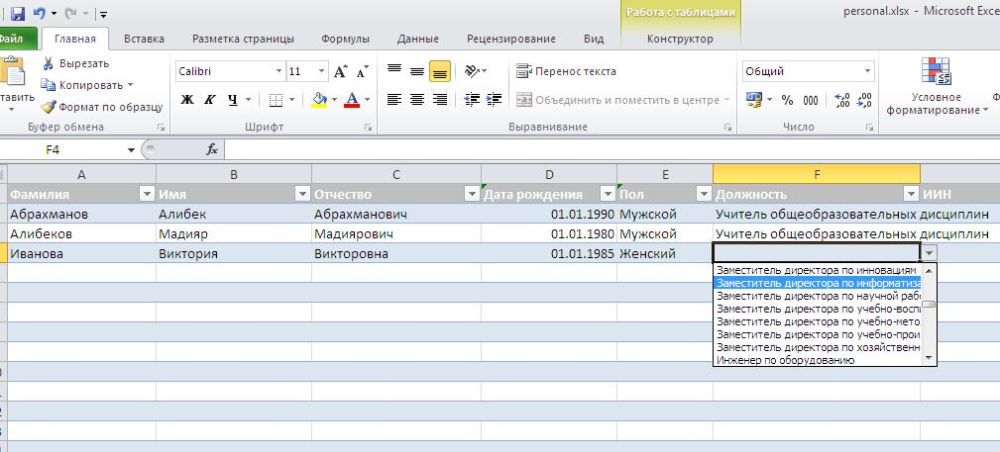 personal.xlsx - Microsoft Exce
Работа с таблицами
Файл Главная Вставка Разметка страницы Формулы Данные Рецензирование Вид Конструктор
Вырезать
Копировать
Формат по образцу
тавить
Буфер обмена
Calibri 11
Ж К Ч
Шрифт
Перенос текста
Объединить и поместить в центре
Выравнивание
Общий
% 000
Число
Условное
форматирование
F4 fx
A B C D E F
Фамилия Имя Отчество Дата рождения Пол Должность ИИН
Абрахманов Алибек Абрахманович 01.01.1990 Мужской Учитель общеобразовательных дисциплин
Алибеков Мадияр Мадиярович 01.01.1980 Мужской Учитель общеобразовательных дисциплин
Иванова Виктория Викторовна 01.01.1985 Женский
Заместитель директора по инновациям
Заместитель директора по информатиза
Заместитель директора по научной раб
Заместитель директора по учебно-восп
Заместитель директора по учебно-мето
Заместитель директора по учебно-прои
Заместитель директора по хозяйственн
Инженер по оборудованию